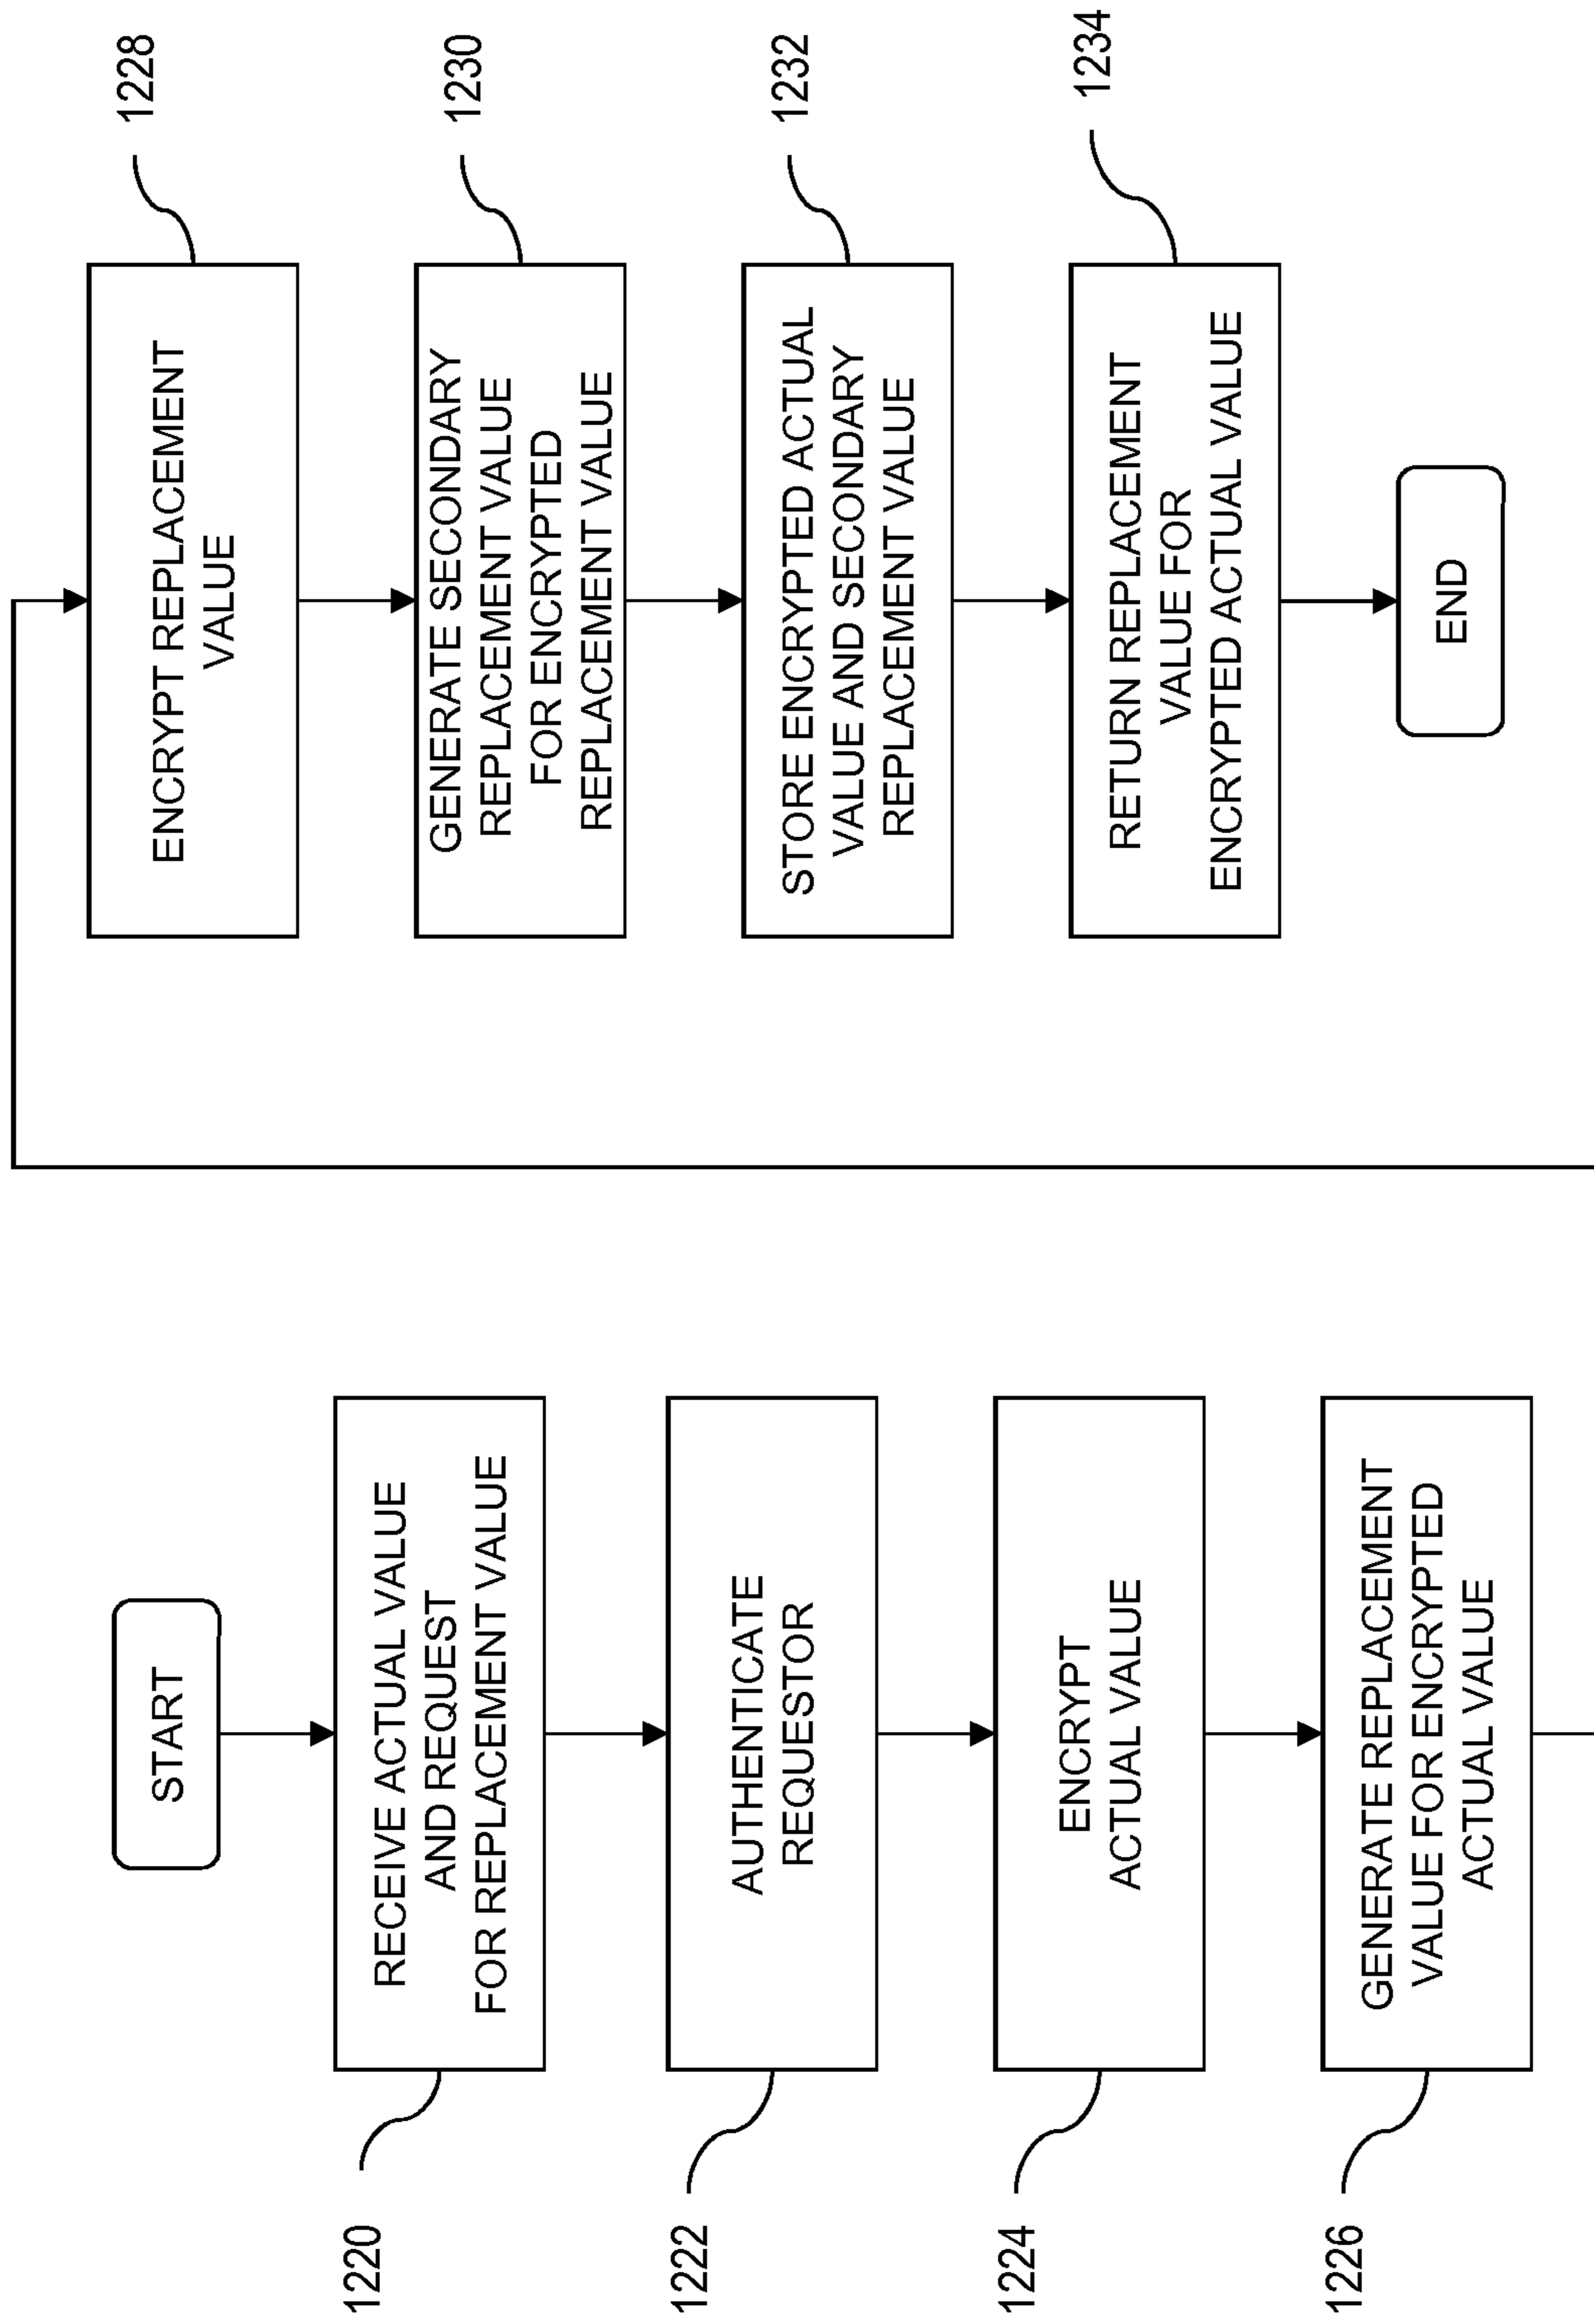 START
RECEIVE ACTUAL VALUE
AND REQUEST
FOR REPLACEMENT VALUE
1220
AUTHENTICATE
REQUESTOR
1222
ENCRYPT
ACTUAL VALUE
1224
GENERATE REPLACEMENT
VALUE FOR ENCRYPTED
ACTUAL VALUE
1226
ENCRYPT REPLACEMENT
VALUE
1228
GENERATE SECONDARY
REPLACEMENT VALUE
FOR ENCRYPTED
REPLACEMENT VALUE
1230
STORE ENCRYPTED ACTUAL
VALUE AND SECONDARY
REPLACEMENT VALUE
1232
RETURN REPLACEMENT
VALUE FOR
ENCRYPTED ACTUAL VALUE
1234
END